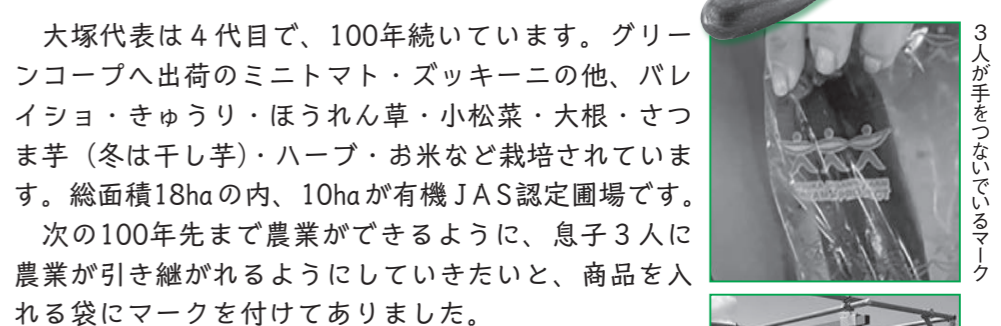 大塚代表は４代目で、100年続いています。グリー
ンコープへ出荷のミニトマト・ズッキーニの他、バレ
イショ・きゅうり・ほうれん草・小松菜・大根・さつ
ま芋（冬は干し芋）・ハーブ・お米など栽培されていま
す。総面積18haの内、10haが有機ＪＡＳ認定圃場です。
次の100年先まで農業ができるように、息子３人に
農業が引き継がれるようにしていきたいと、商品を入
れる袋にマークを付けてありました。
３人が手をつないでいるマーク